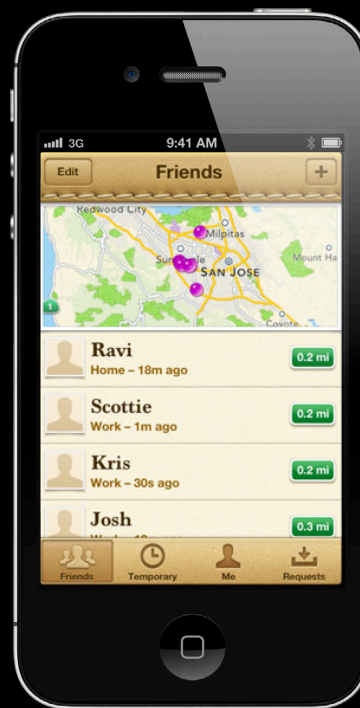 3G 9:41 AM
Edit Friends +
Redwood City
Milpitas
SAN JOSE
Mount Ha
1
Coyote
Ravi
Home – 18m ago
0.2 mi
Scottie
Work – 1m ago
0.2 mi
Kris
Work – 30s ago
0.2 mi
Josh
0.3 mi
Friends Temporary Me Requests